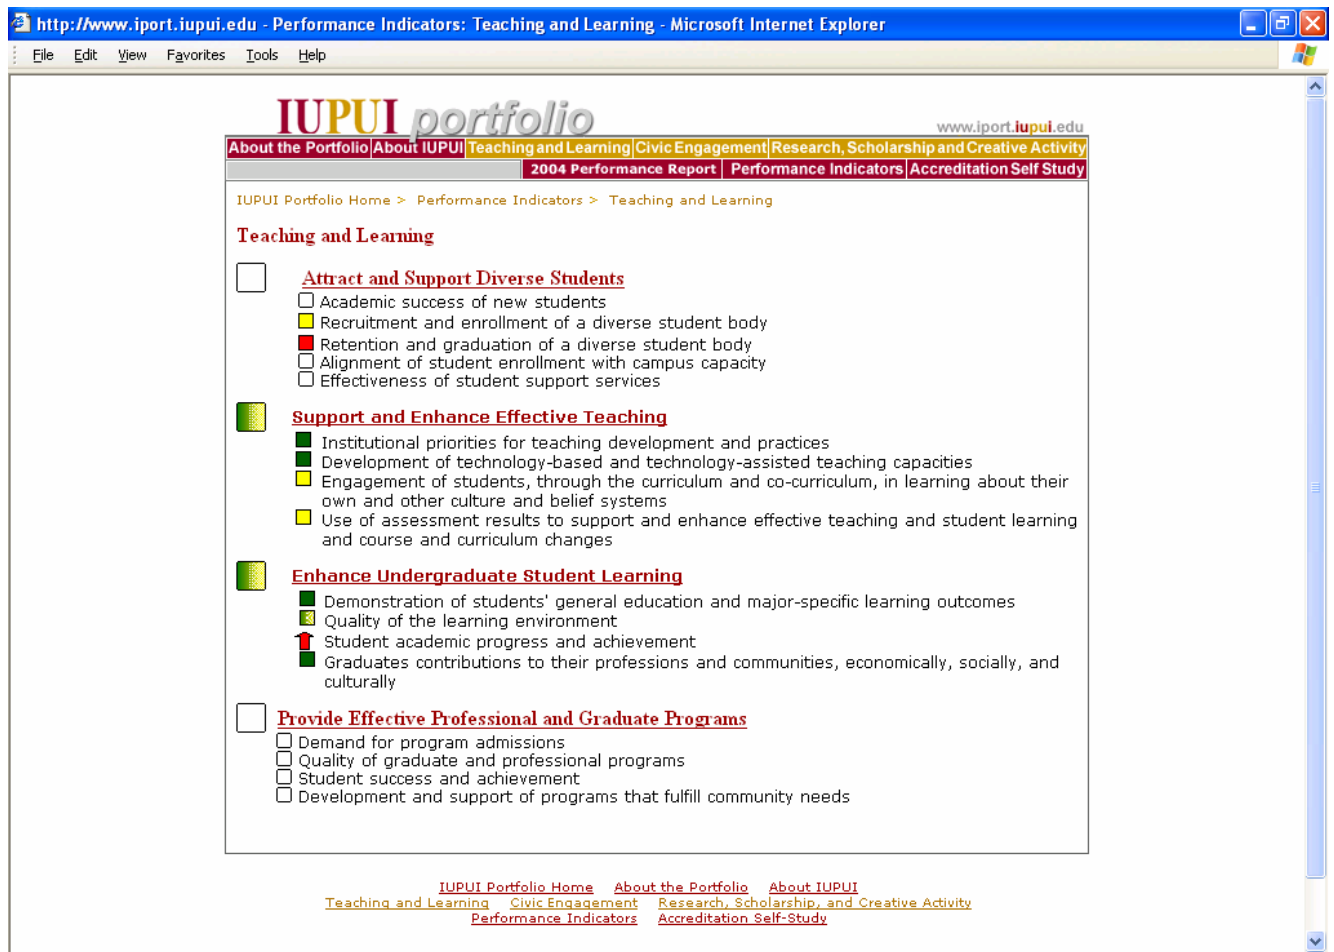 http://www.iport.iupui.edu - Performance Indicators: Teaching and Learning - Microsoft Internet Explorer
File Edit View Favorites Tools Help
IUPUI portfolio
www.iport.iupui.edu
About the Portfolio About IUPUI Teaching and Learning Civic Engagement Research, Scholarship and Creative Activity
2004 Performance Report Performance Indicators Accreditation Self Study
IUPUI Portfolio Home > Performance Indicators > Teaching and Learning
Teaching and Learning
Attract and Support Diverse Students
Academic success of new students
Recruitment and enrollment of a diverse student body
Retention and graduation of a diverse student body
Alignment of student enrollment with campus capacity
Effectiveness of student support services
Support and Enhance Effective Teaching
Institutional priorities for teaching development and practices
Development of technology-based and technology-assisted teaching capacities
Engagement of students, through the curriculum and co-curriculum, in learning about their
own and other culture and belief systems
Use of assessment results to support and enhance effective teaching and student learning
and course and curriculum changes
Enhance Undergraduate Student Learning
Demonstration of students' general education and major-specific learning outcomes
Quality of the learning environment
Student academic progress and achievement
Graduates contributions to their professions and communities, economically, socially, and
culturally
Provide Effective Professional and Graduate Programs
Demand for program admissions
Quality of graduate and professional programs
Student success and achievement
Development and support of programs that fulfill community needs
IUPUI Portfolio Home About the Portfolio About IUPUI
Teaching and Learning Civic Engagement Research, Scholarship, and Creative Activity
Performance Indicators Accreditation Self-Study